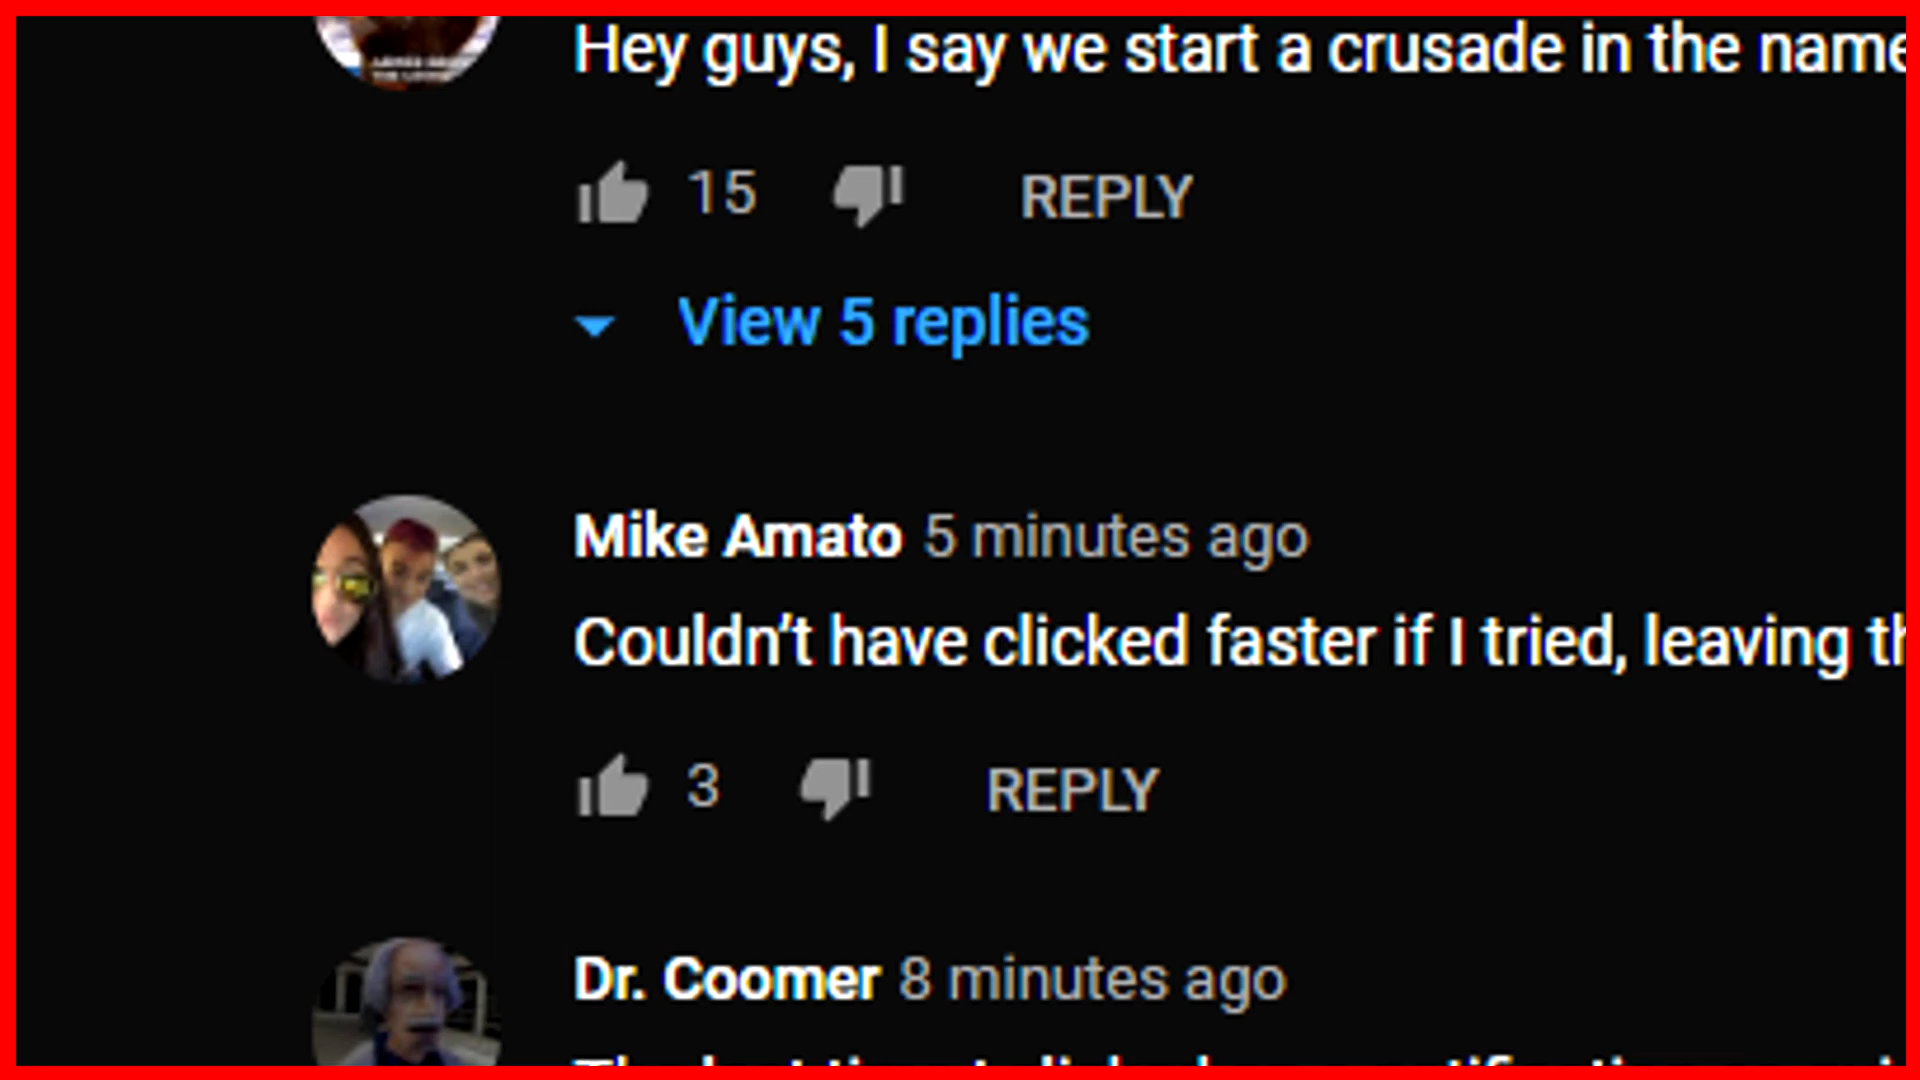 Hey guys, I say we start a crusade in the name
15 REPLY
View 5 replies
Mike Amato 5 minutes ago
Couldn’t have clicked faster if I tried, leaving th
3 REPLY
Dr. Coomer 8 minutes ago